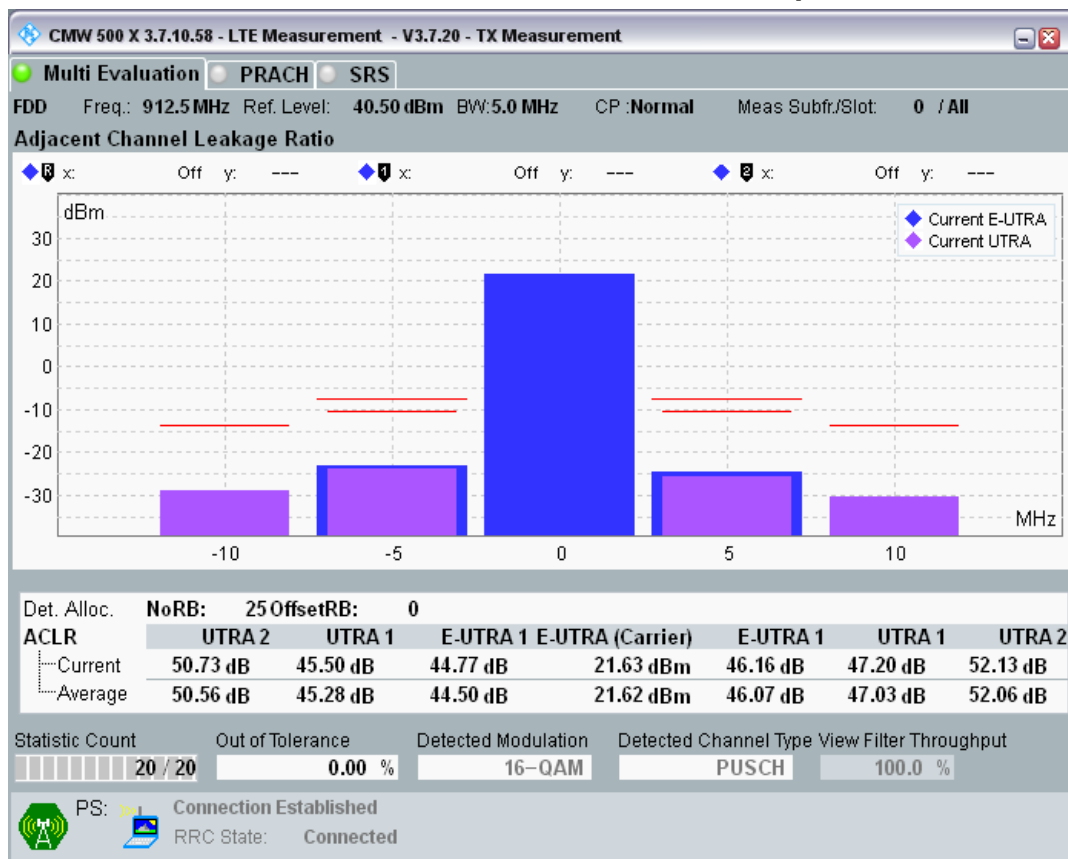 CMW 500 X 3.7.10.58 - LTE Measurement - V3.7.20 - TX Measurement
Multi Evaluation PRACH SRS
FDD Freq.: 912.5 MHz Ref. Level: 40.50 dBm BW:5.0 MHz CP :Normal Meas Subfr./Slot: 0 / All
Adjacent Channel Leakage Ratio
R x: Off y: --- 1 x: Off y: --- 2 x: Off y: ---
dBm
Current E-UTRA
Current UTRA
30
20
10
0
-10
-20
-30
MHz
-10 -5 0 5 10
Det. Alloc. NoRB: 25 OffsetRB: 0
ACLR UTRA 2 UTRA 1 E-UTRA 1 E-UTRA (Carrier) E-UTRA 1 UTRA 1 UTRA 2
Current 50.73 dB 45.50 dB 44.77 dB 21.63 dBm 46.16 dB 47.20 dB 52.13 dB
Average 50.56 dB 45.28 dB 44.50 dB 21.62 dBm 46.07 dB 47.03 dB 52.06 dB
Statistic Count Out of Tolerance Detected Modulation Detected Channel Type View Filter Throughput
20 / 20 0.00 % 16-QAM PUSCH 100.0 %
PS: Connection Established
RRC State: Connected